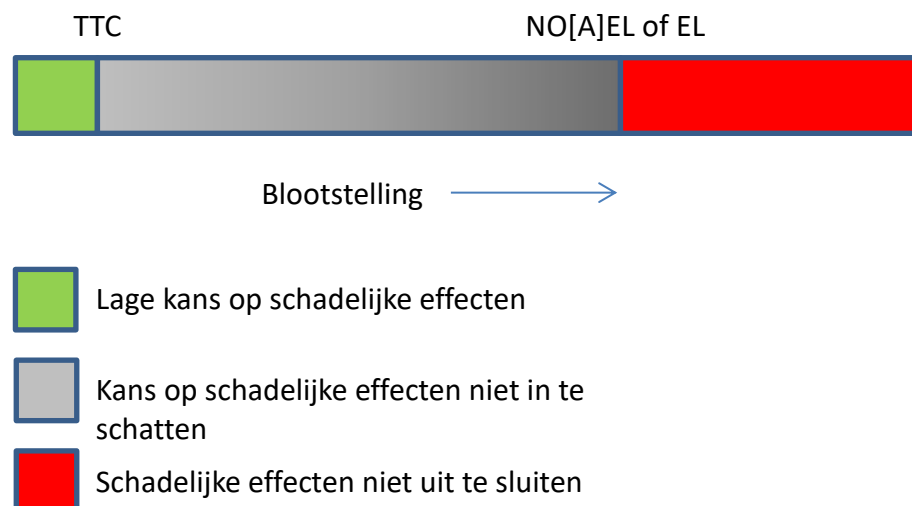 TTC NO[A]EL of EL
Blootstelling
Lage kans op schadelijke effecten
Kans op schadelijke effecten niet in te
schatten
Schadelijke effecten niet uit te sluiten